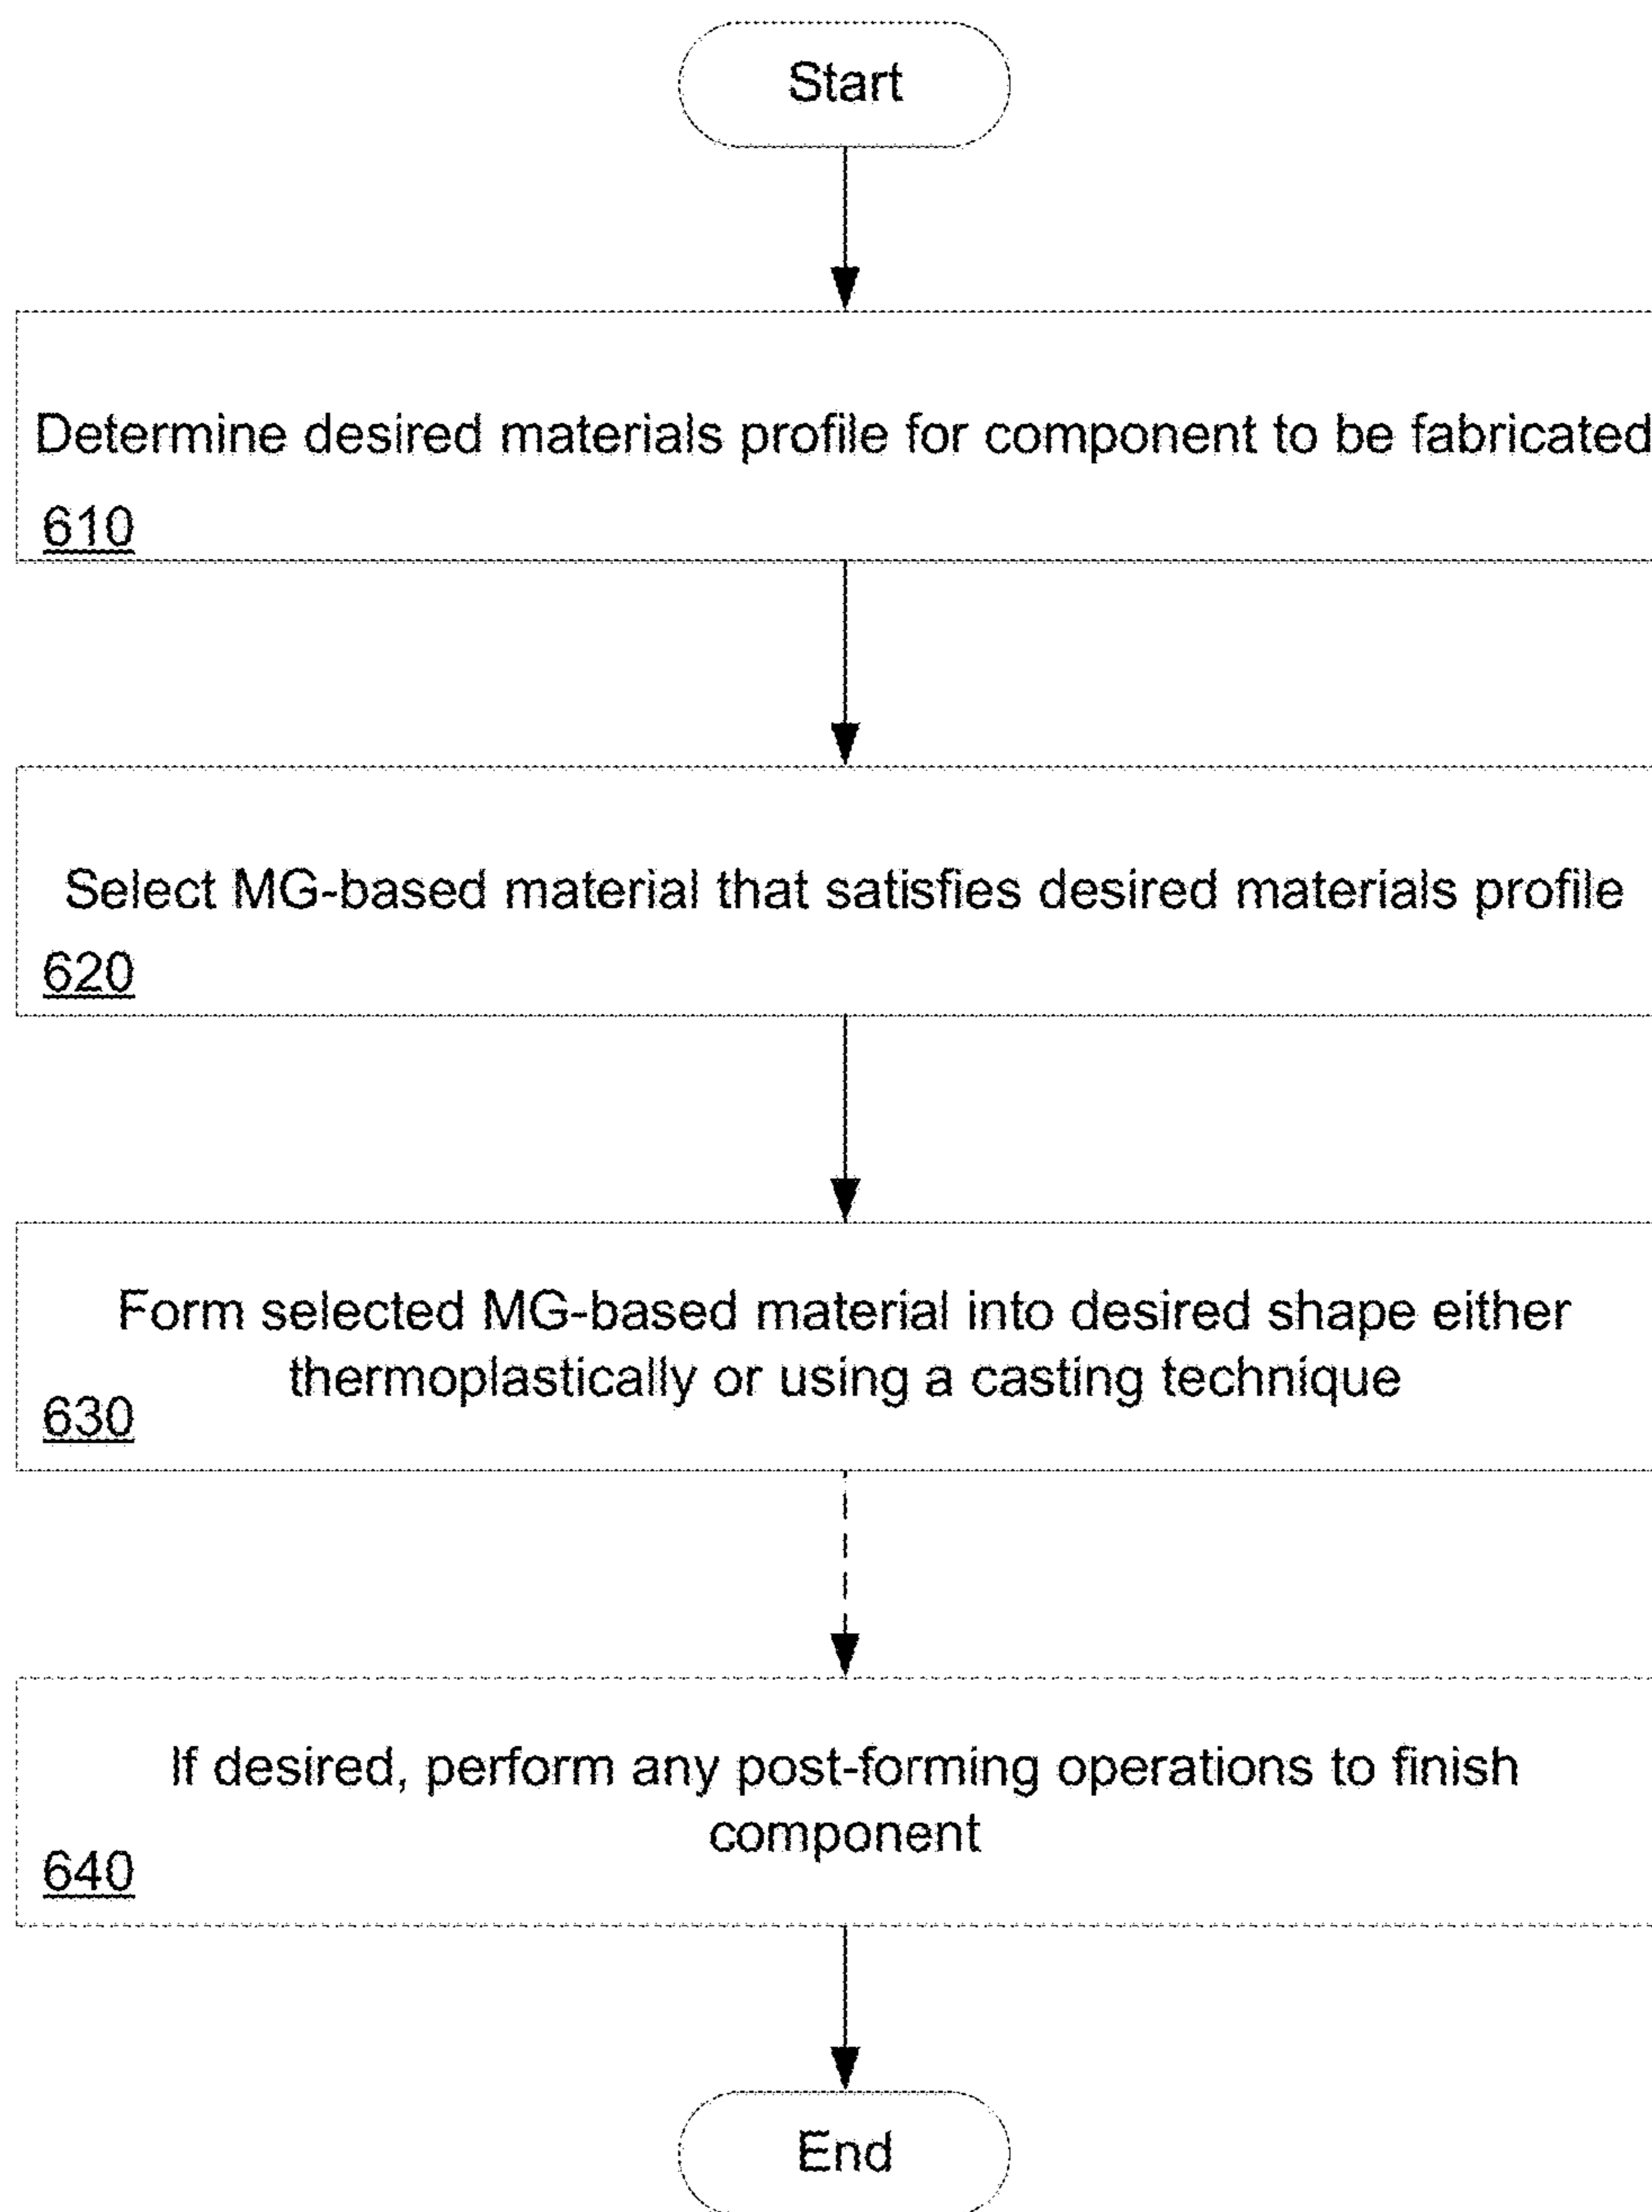 Start
Determine desired materials profile for component to be fabricated
610
Select MG-based material that satisfies desired materials profile
620
Form selected MG-based material into desired shape either
thermoplastically or using a casting technique
630
If desired, perform any post-forming operations to finish
component
640
End